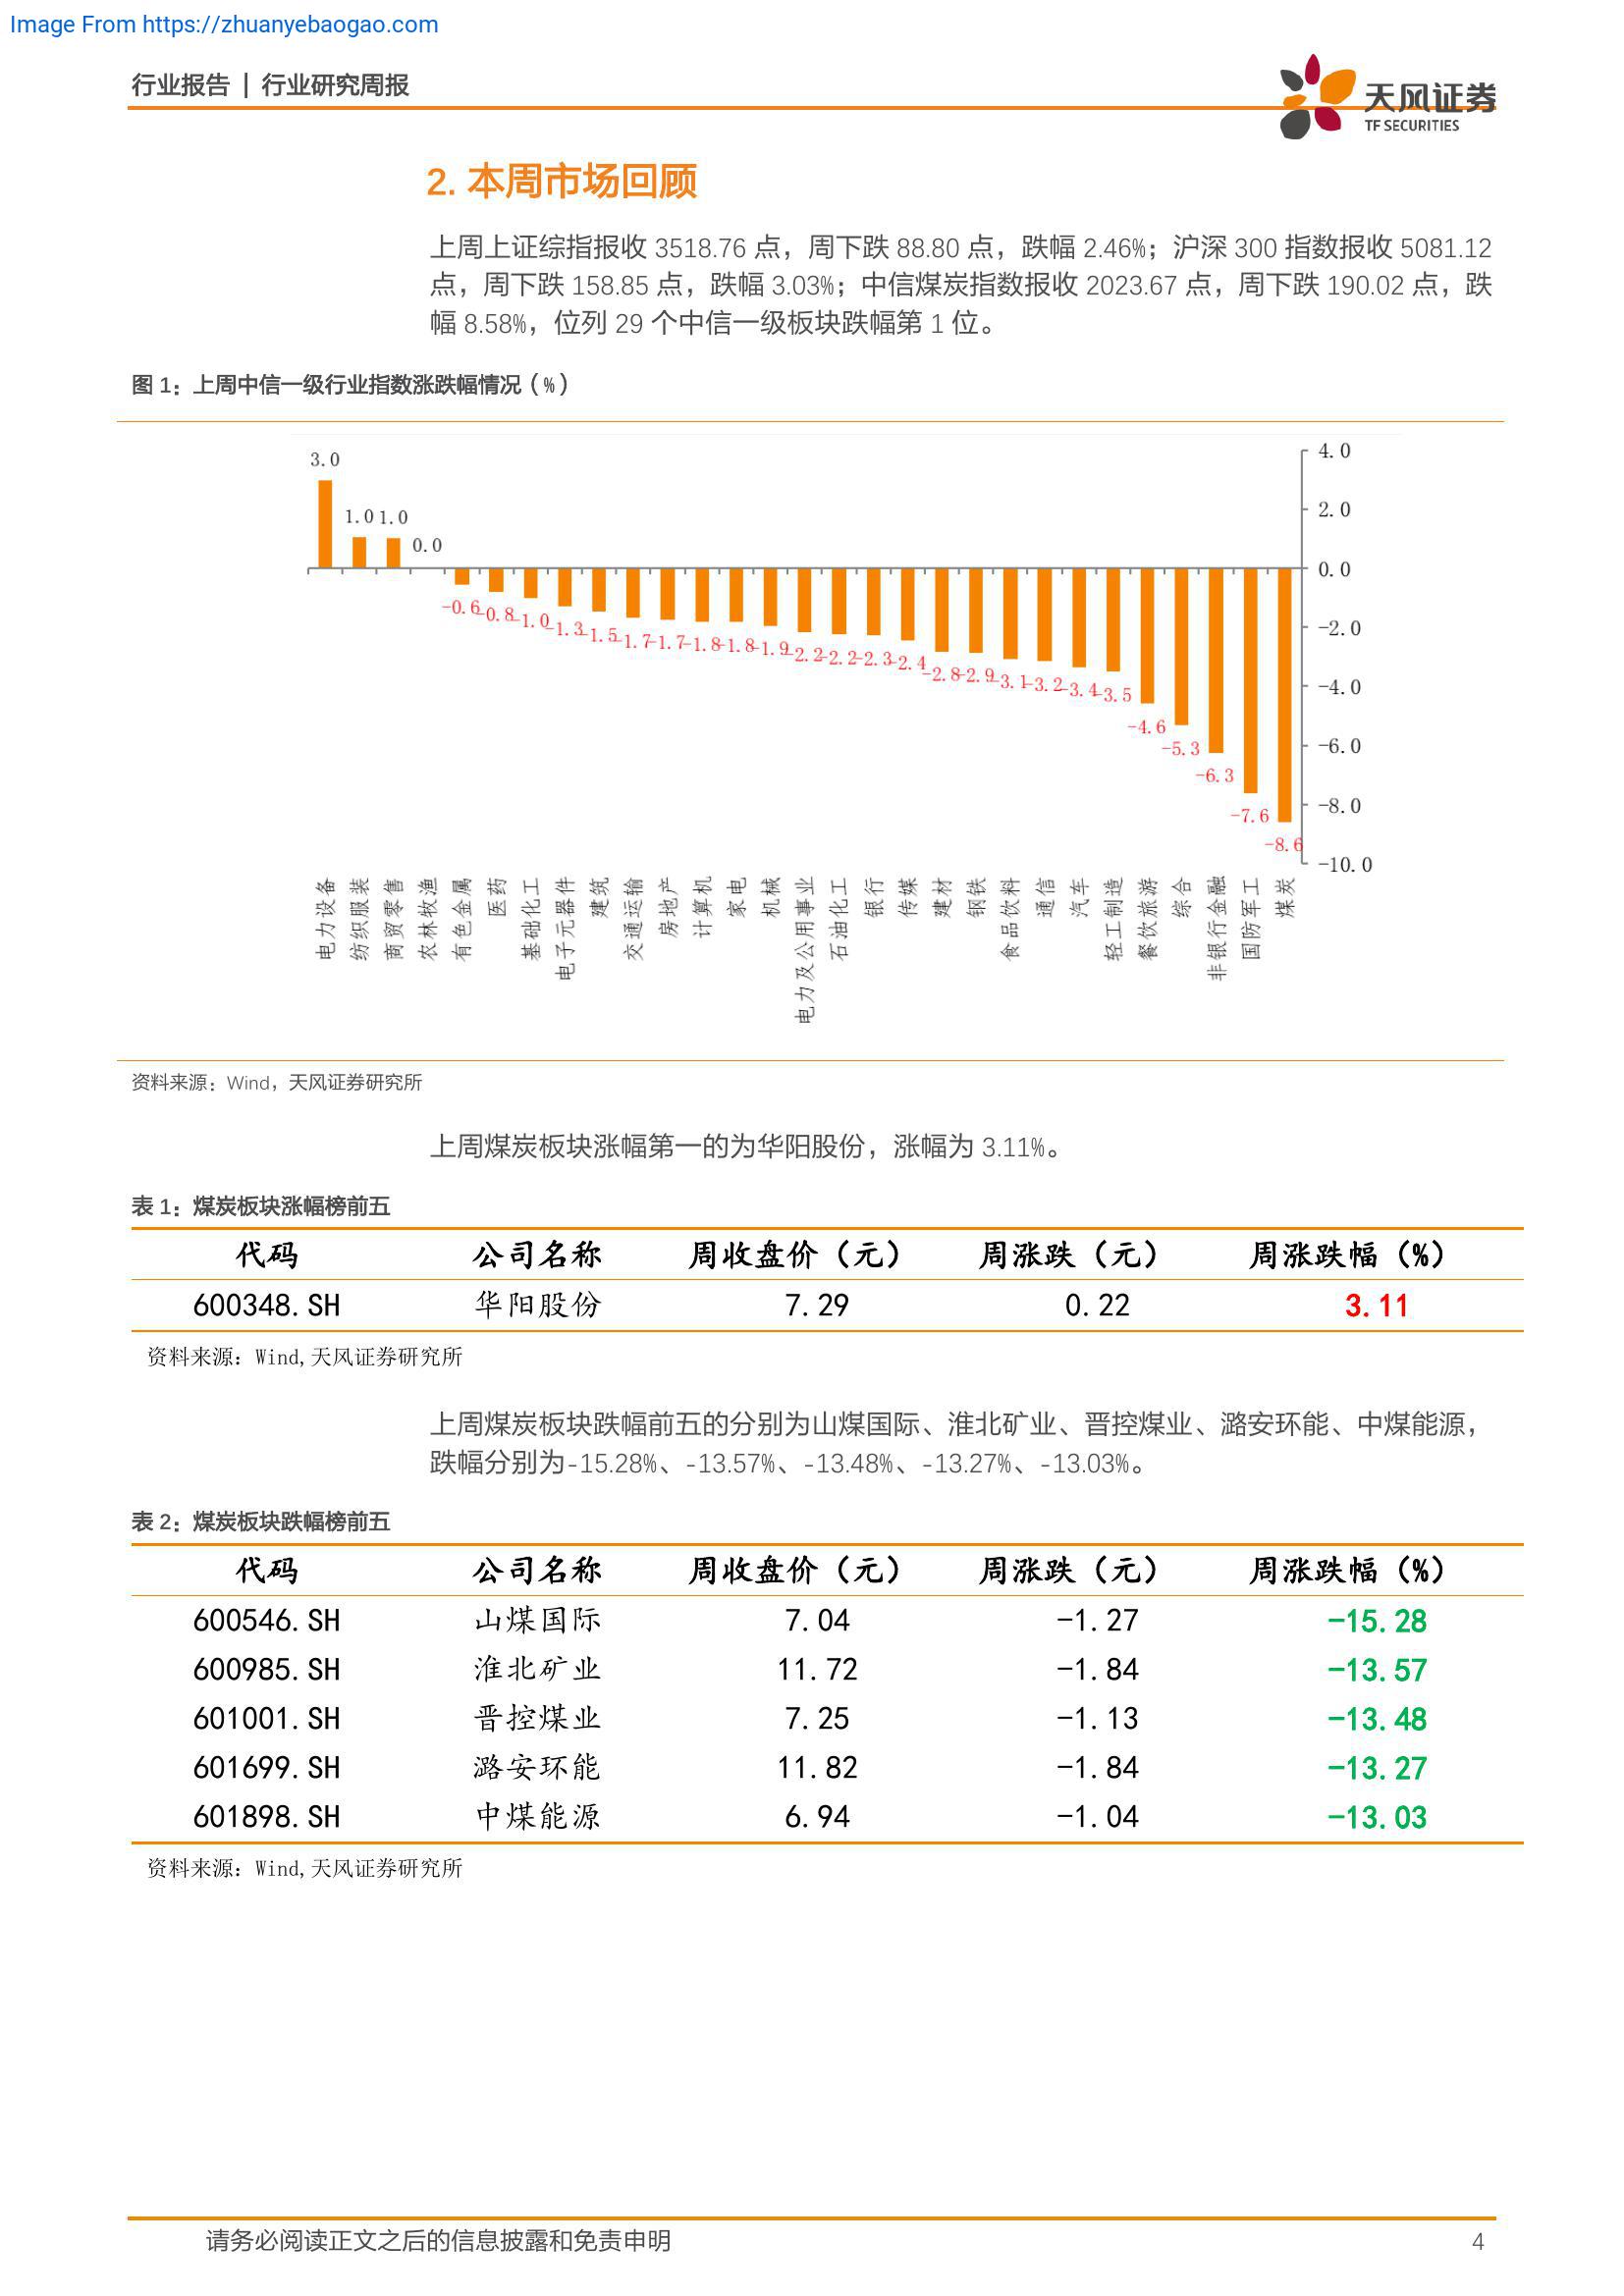 Image From https://zhuanyebaogao.com
行业报告 | 行业研究周报
天风证券
TF SECURITIES
2. 本周市场回顾
上周上证综指报收 3518.76 点，周下跌 88.80 点，跌幅 2.46%；沪深 300 指数报收 5081.12
点，周下跌 158.85 点，跌幅 3.03%；中信煤炭指数报收 2023.67 点，周下跌 190.02 点，跌
幅 8.58%，位列 29 个中信一级板块跌幅第 1 位。
图 1：上周中信一级行业指数涨跌幅情况（%）
3.0
1.0
1.0
0.0
-0.6
-0.8
-1.0
-1.3
-1.5
-1.7
-1.7
-1.8
-1.8
-1.9
-2.2
-2.2
-2.3
-2.4
-2.8
-2.9
-3.1
-3.2
-3.4
-3.5
-4.6
-5.3
-6.3
-7.6
-8.6
4.0
2.0
0.0
-2.0
-4.0
-6.0
-8.0
-10.0
电力设备
纺织服装
商贸零售
农林牧渔
有色金属
医药
基础化工
电子元器件
建筑
交通运输
房地产
计算机
家电
机械
电力及公用事业
石油化工
银行
传媒
建材
钢铁
食品饮料
通信
汽车
轻工制造
餐饮旅游
综合
非银行金融
国防军工
煤炭
资料来源：Wind，天风证券研究所
上周煤炭板块涨幅第一的为华阳股份，涨幅为 3.11%。
表 1：煤炭板块涨幅榜前五
代码 公司名称 周收盘价（元） 周涨跌（元） 周涨跌幅（%）
600348.SH 华阳股份 7.29 0.22 3.11
资料来源：Wind,天风证券研究所
上周煤炭板块跌幅前五的分别为山煤国际、淮北矿业、晋控煤业、潞安环能、中煤能源，
跌幅分别为-15.28%、-13.57%、-13.48%、-13.27%、-13.03%。
表 2：煤炭板块跌幅榜前五
代码 公司名称 周收盘价（元） 周涨跌（元） 周涨跌幅（%）
600546.SH 山煤国际 7.04 -1.27 -15.28
600985.SH 淮北矿业 11.72 -1.84 -13.57
601001.SH 晋控煤业 7.25 -1.13 -13.48
601699.SH 潞安环能 11.82 -1.84 -13.27
601898.SH 中煤能源 6.94 -1.04 -13.03
资料来源：Wind,天风证券研究所
请务必阅读正文之后的信息披露和免责申明 4